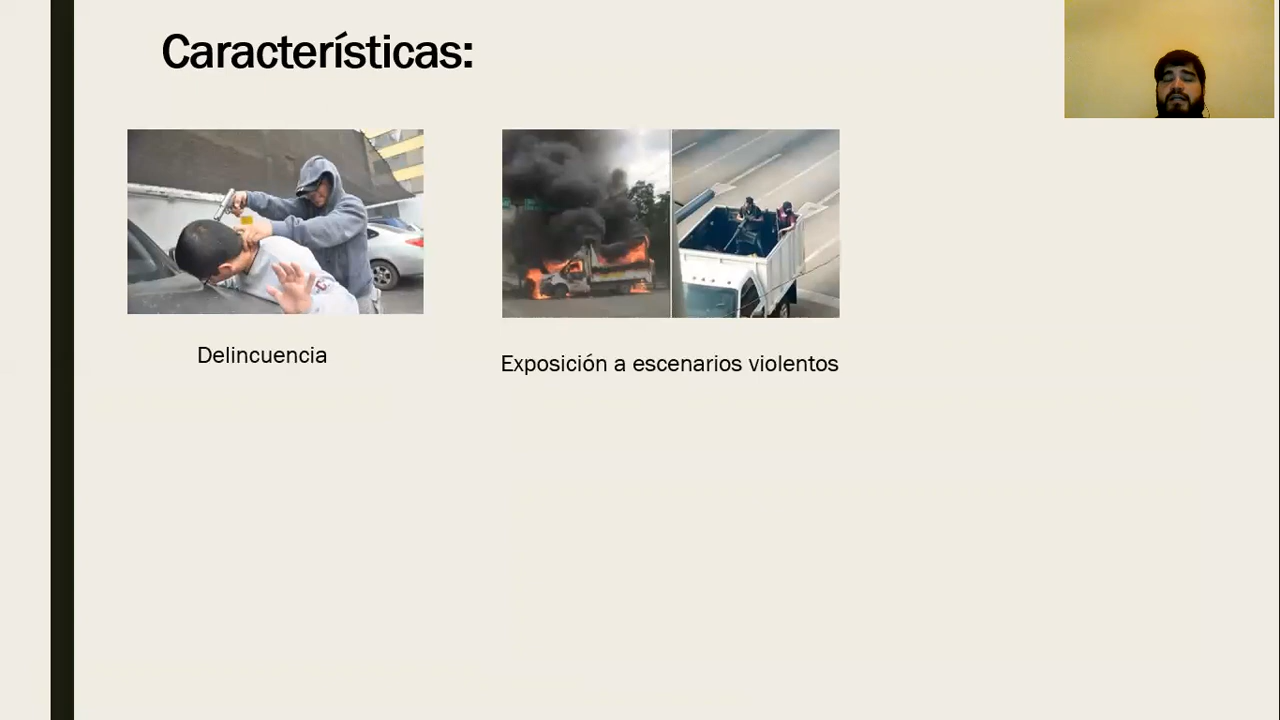 Características:
Delincuencia
Exposición a escenarios violentos